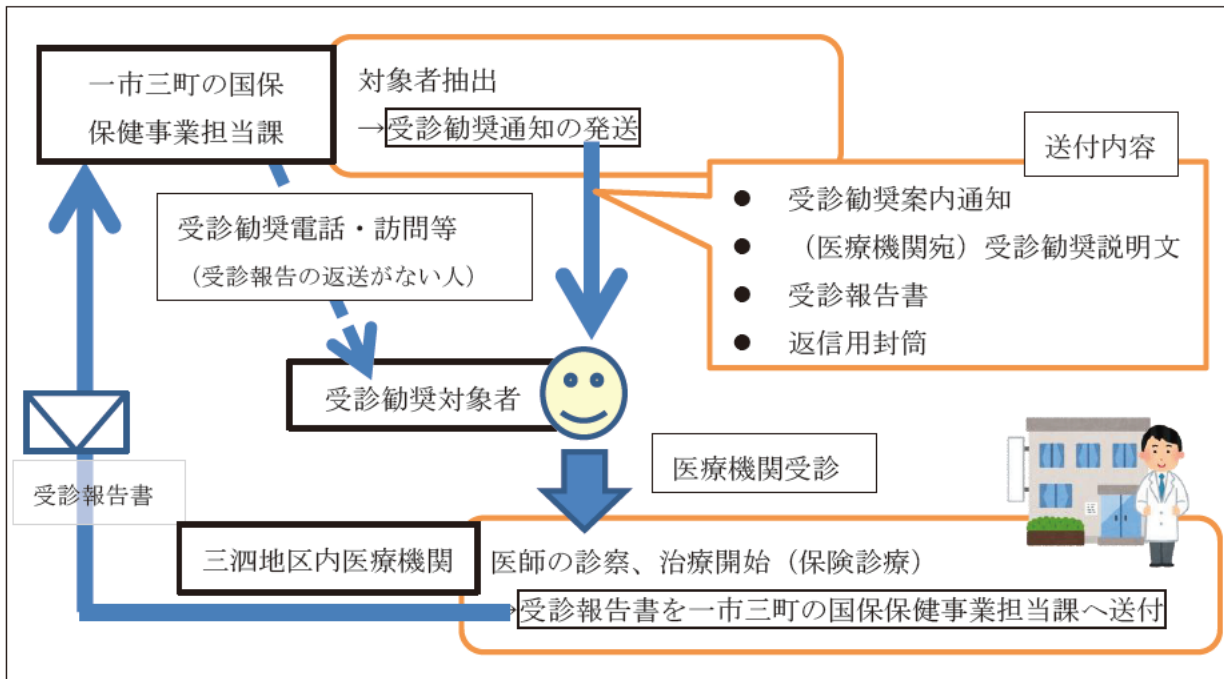 一市三町の国保
保健事業担当課
対象者抽出
→受診勧奨通知の発送
送付内容
● 受診勧奨案内通知
● （医療機関宛）受診勧奨説明文
● 受診報告書
● 返信用封筒
受診勧奨電話・訪問等
（受診報告の返送がない人）
受診勧奨対象者
医療機関受診
受診報告書
三泗地区内医療機関
医師の診察、治療開始（保険診療）
→受診報告書を一市三町の国保保健事業担当課へ送付